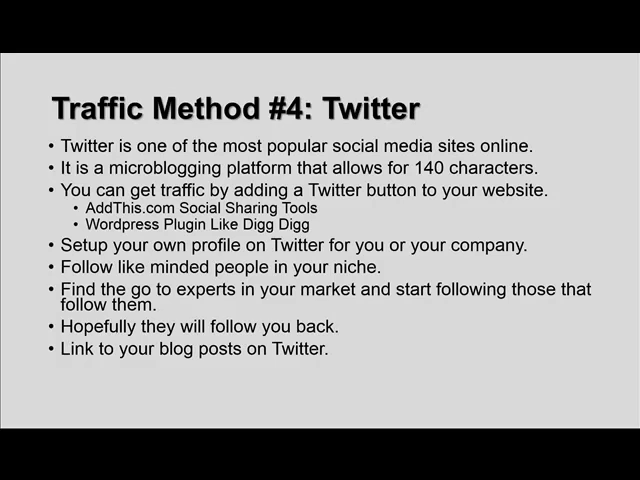 Traffic Method #4: Twitter
• Twitter is one of the most popular social media sites online.
• It is a microblogging platform that allows for 140 characters.
• You can get traffic by adding a Twitter button to your website.
• AddThis.com Social Sharing Tools
• Wordpress Plugin Like Digg Digg
• Setup your own profile on Twitter for you or your company.
• Follow like minded people in your niche.
• Find the go to experts in your market and start following those that
follow them.
• Hopefully they will follow you back.
• Link to your blog posts on Twitter.